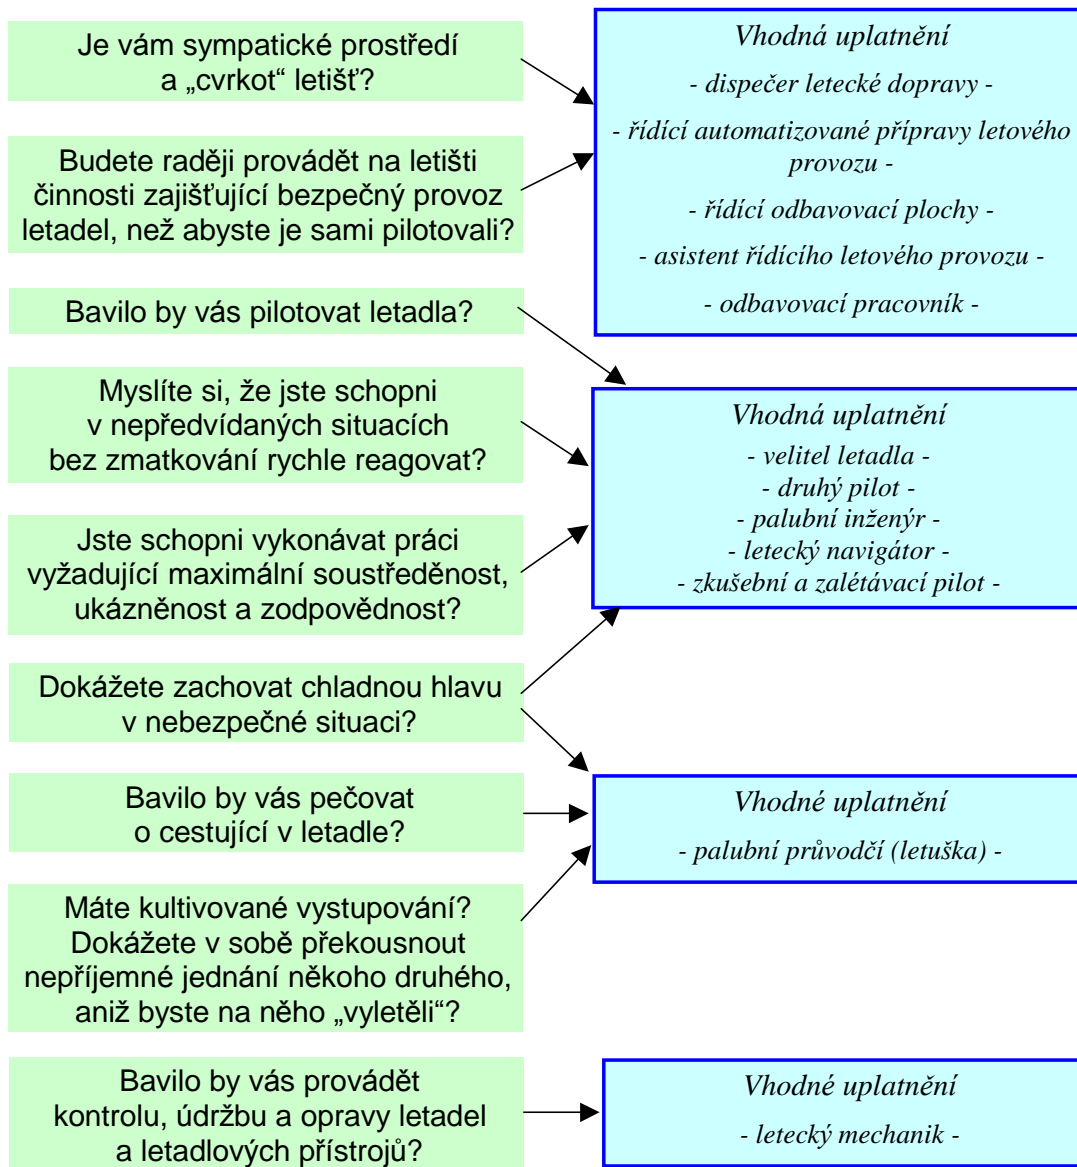 Je vám sympatické prostředí
a „cvrkot“ letišť?
Budete raději provádět na letišti
činnosti zajišťující bezpečný provoz
letadel, než abyste je sami pilotovali?
Vhodná uplatnění
- dispečer letecké dopravy -
- řídící automatizované přípravy letového
provozu -
- řídící odbavovací plochy -
- asistent řídícího letového provozu -
- odbavovací pracovník -
Bavilo by vás pilotovat letadla?
Myslíte si, že jste schopni
v nepředvídaných situacích
bez zmatkování rychle reagovat?
Jste schopni vykonávat práci
vyžadující maximální soustředěnost,
ukázněnost a zodpovědnost?
Vhodná uplatnění
- velitel letadla -
- druhý pilot -
- palubní inženýr -
- letecký navigátor -
- zkušební a zalétávací pilot -
Dokážete zachovat chladnou hlavu
v nebezpečné situaci?
Bavilo by vás pečovat
o cestující v letadle?
Máte kultivované vystupování?
Dokážete v sobě překousnout
nepříjemné jednání někoho druhého,
aniž byste na něho „vyletěli“?
Vhodné uplatnění
- palubní průvodčí (letuška) -
Bavilo by vás provádět
kontrolu, údržbu a opravy letadel
a letadlových přístrojů?
Vhodné uplatnění
- letecký mechanik -